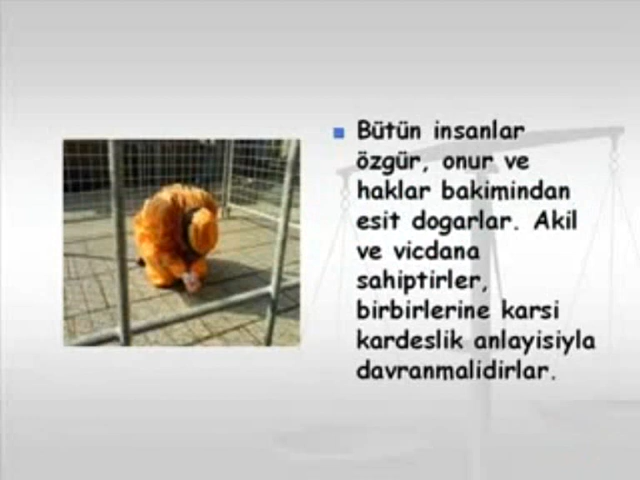 Bütün insanlar
özgür, onur ve
haklar bakimindan
esit dogarlar. Akil
ve vicdana
sahiptirler,
birbirlerine karsi
kardeslik anlayisiyla
davranmalidirlar.